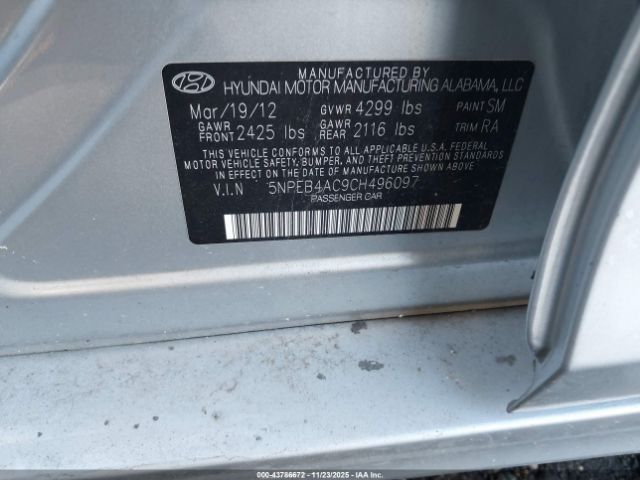 MANUFACTURED BY
HYUNDAI MOTOR MANUFACTURING ALABAMA, LLC
Mar/19/12 GVWR 4299 lbs PAINT SM
GAWR FRONT 2425 lbs GAWR REAR 2116 lbs TRIM RA
THIS VEHICLE CONFORMS TO ALL APPLICABLE U.S.A FEDERAL
MOTOR VEHICLE SAFETY, BUMPER, AND THEFT PREVENTION STANDARDS
IN EFFECT ON THE DATE OF MANUFACTURE SHOWN ABOVE
V.I.N 5NPEB4AC9CH496097
PASSENGER CAR
000-43786672 - 11/23/2025 - IAAI.COM